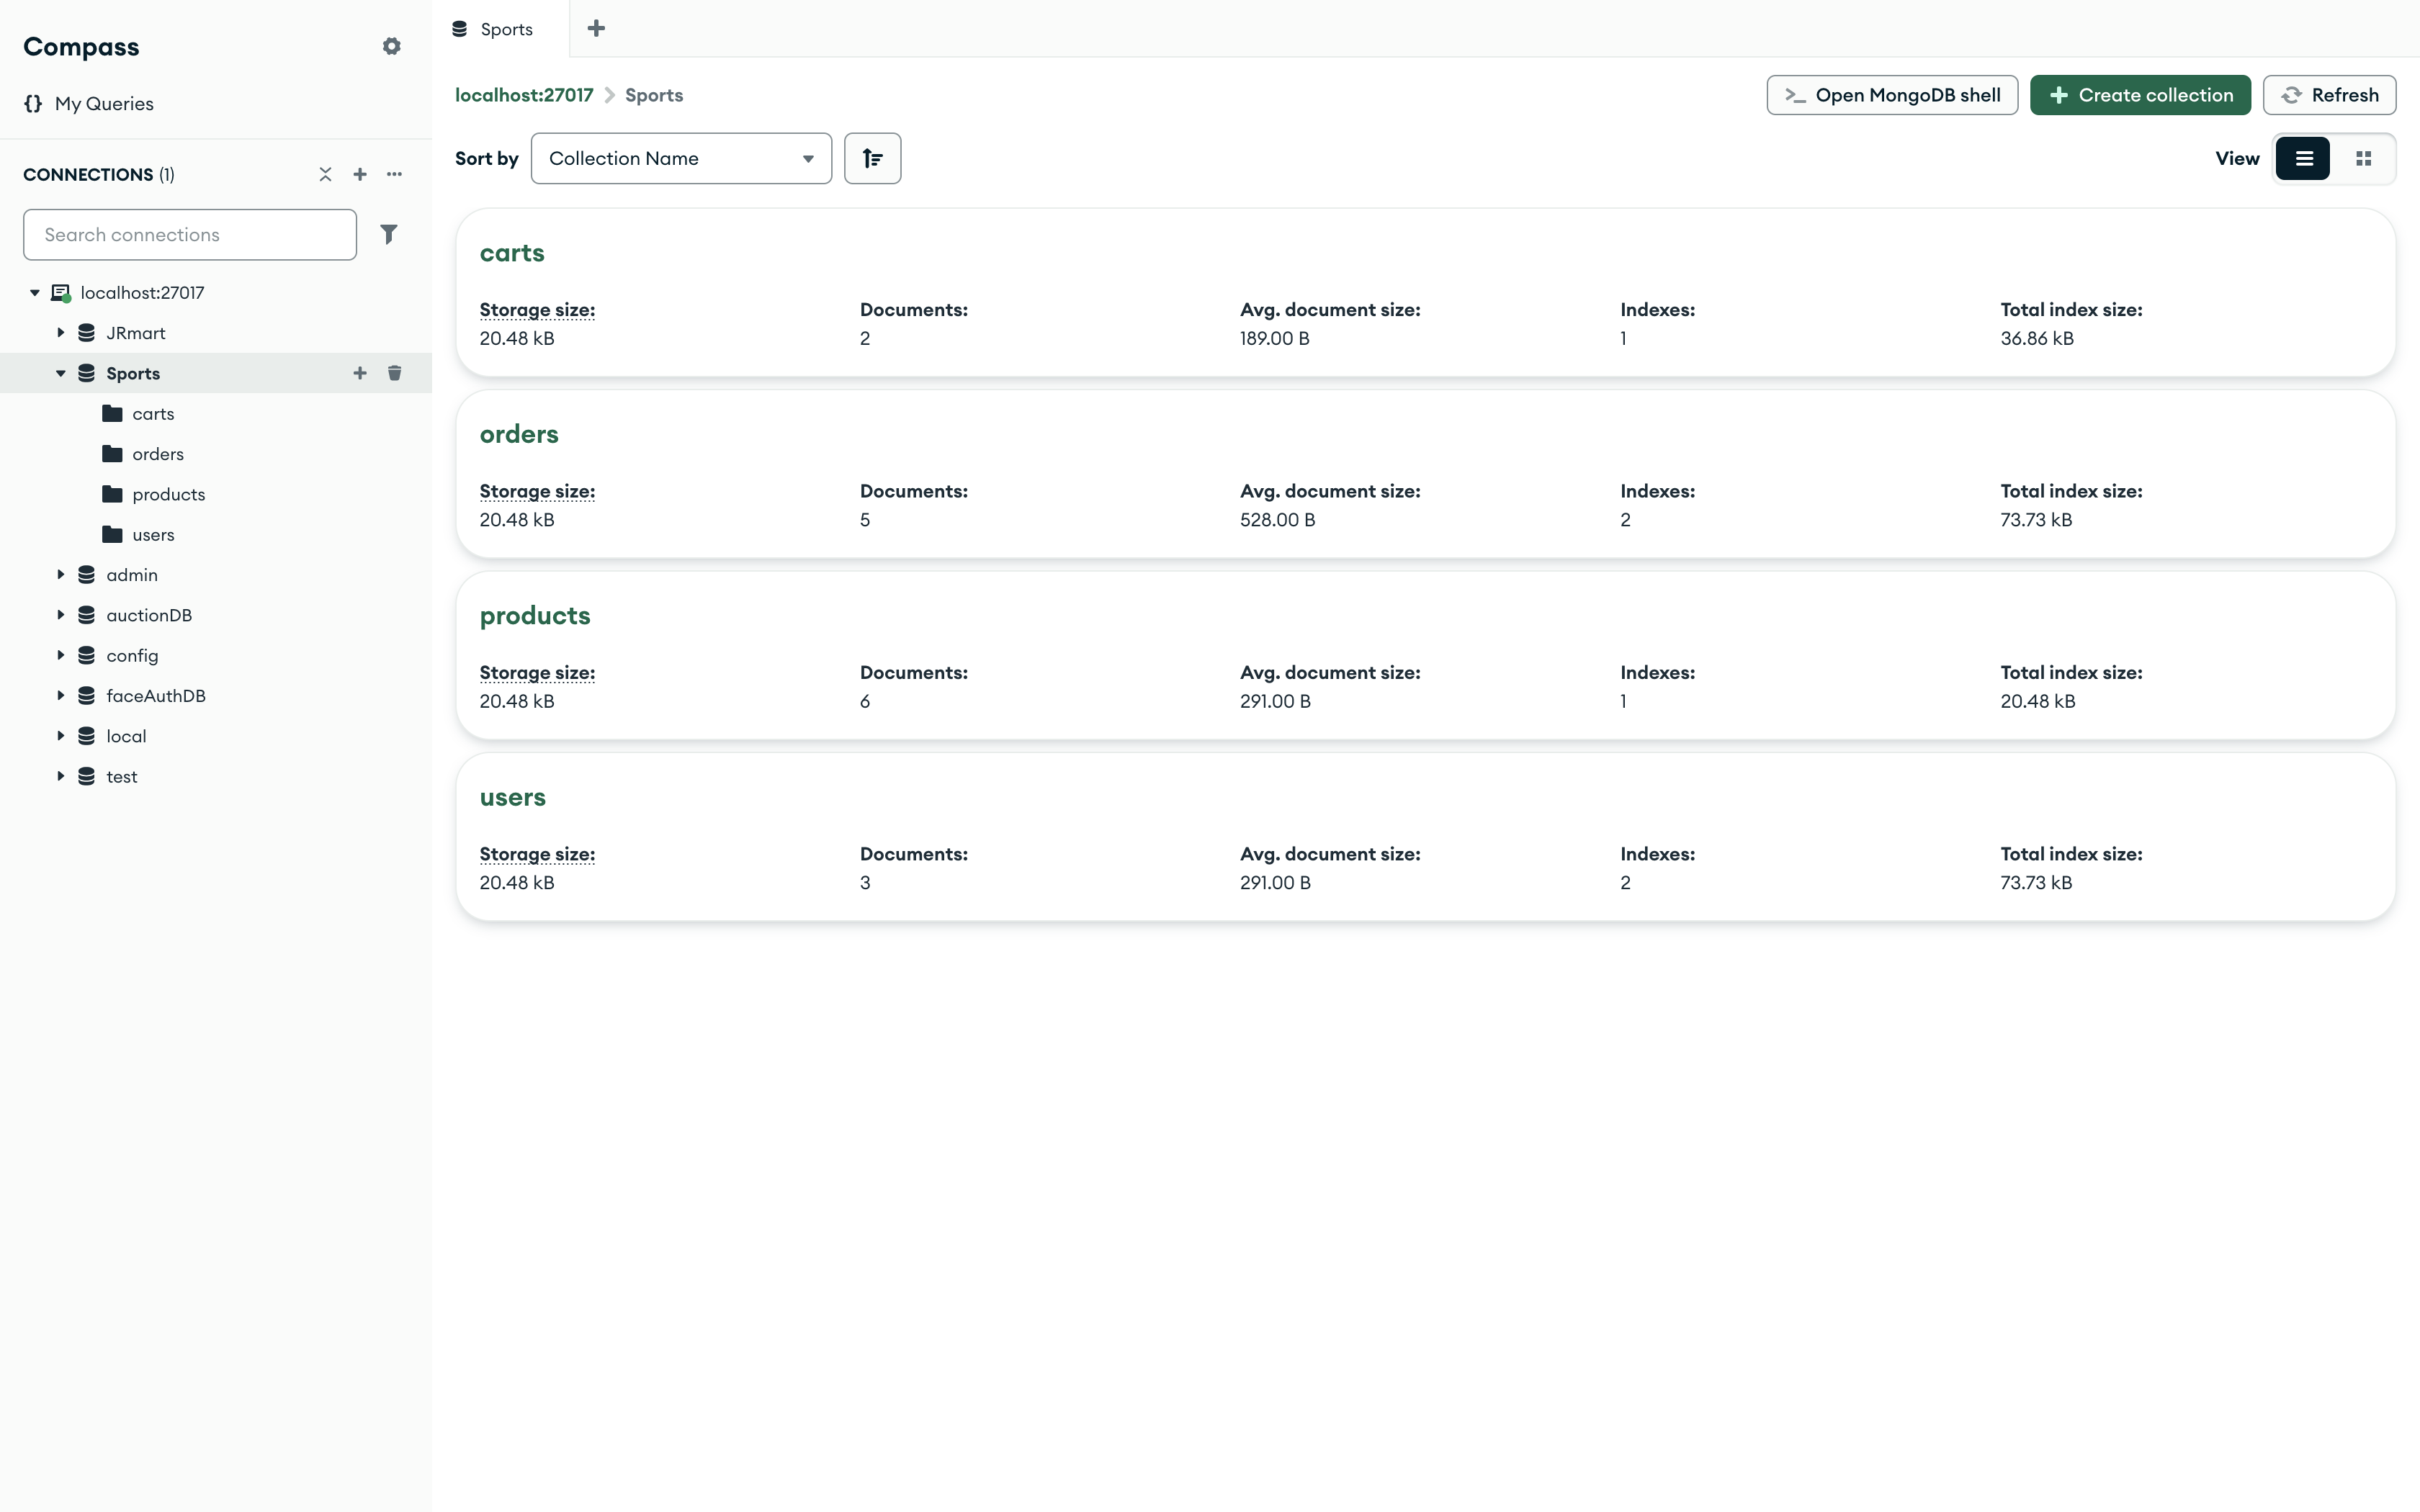 Compass
My Queries
CONNECTIONS (1)
Search connections
localhost:27017
JRmart
Sports
carts
orders
products
users
admin
auctionDB
config
faceAuthDB
local
test
Sports
localhost:27017 Sports
Open MongoDB shell Create collection Refresh
Sort by Collection Name View
carts
Storage size: Documents: Avg. document size: Indexes: Total index size:
20.48 kB 2 189.00 B 1 36.86 kB
orders
Storage size: Documents: Avg. document size: Indexes: Total index size:
20.48 kB 5 528.00 B 2 73.73 kB
products
Storage size: Documents: Avg. document size: Indexes: Total index size:
20.48 kB 6 291.00 B 1 20.48 kB
users
Storage size: Documents: Avg. document size: Indexes: Total index size:
20.48 kB 3 291.00 B 2 73.73 kB